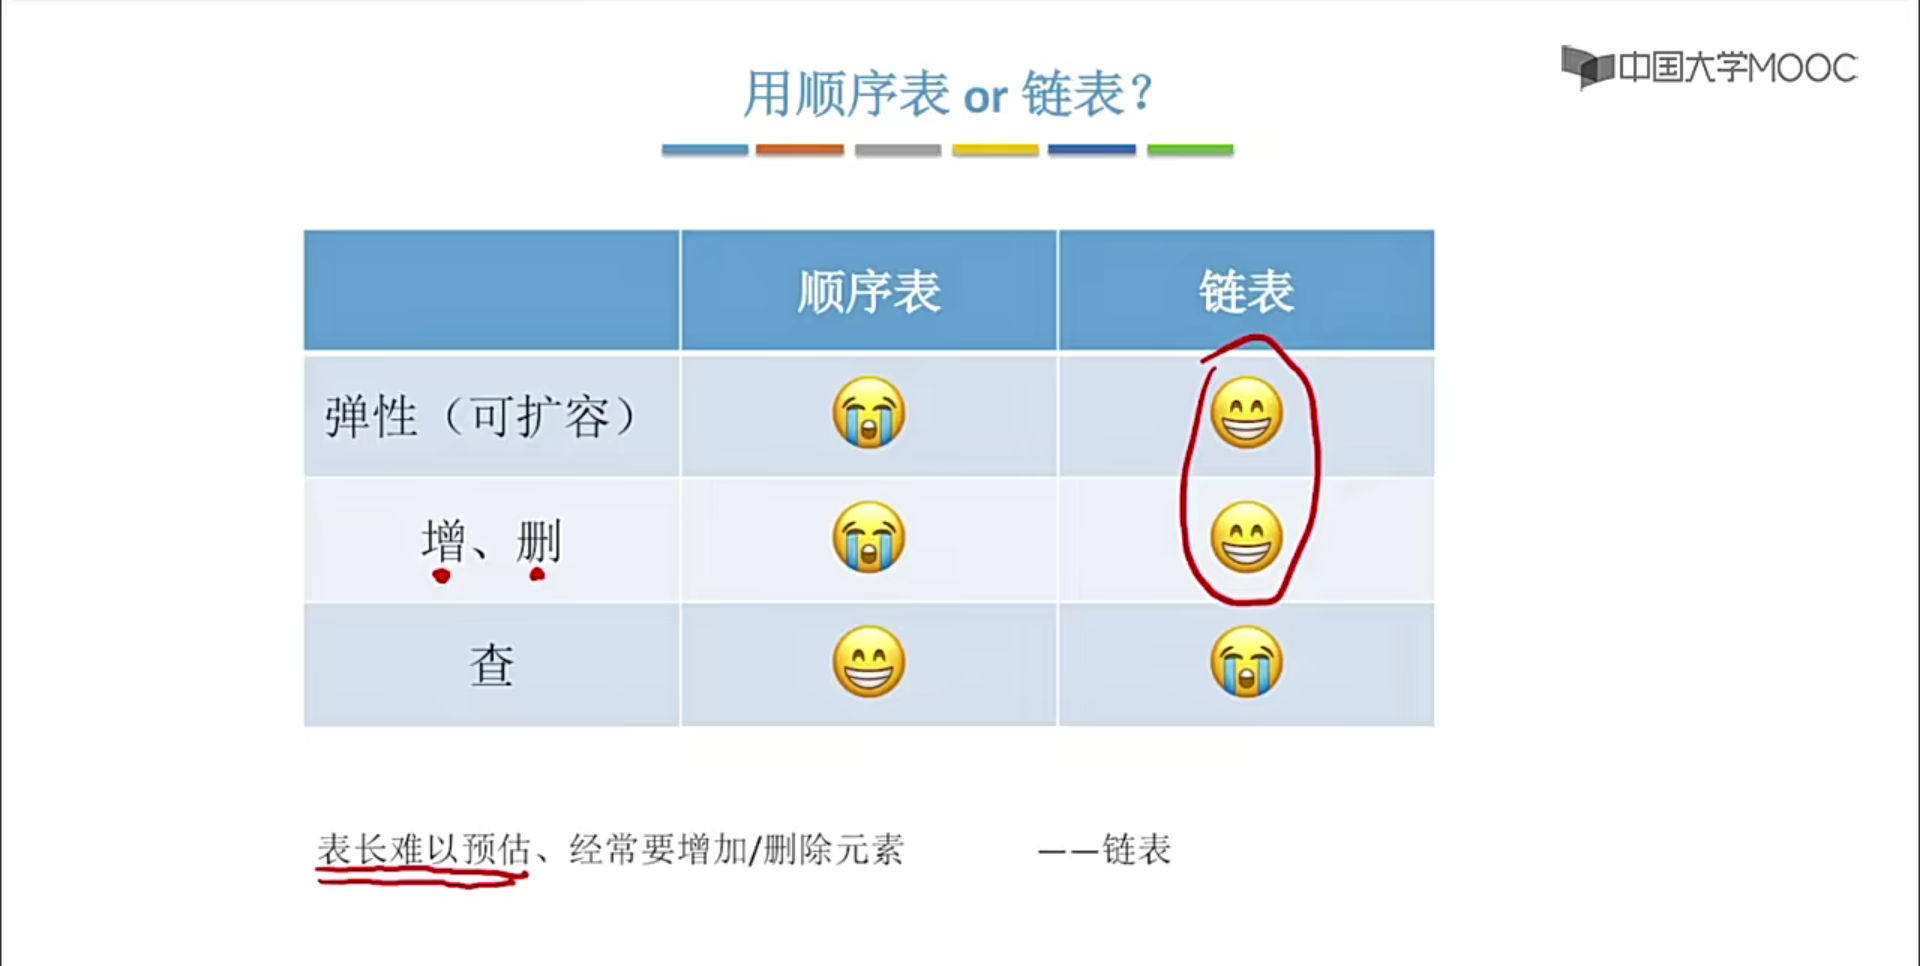 中国大学MOOC
用顺序表 or 链表？
顺序表 链表
弹性（可扩容）
增、删
查
表长难以预估、经常要增加/删除元素 ——链表